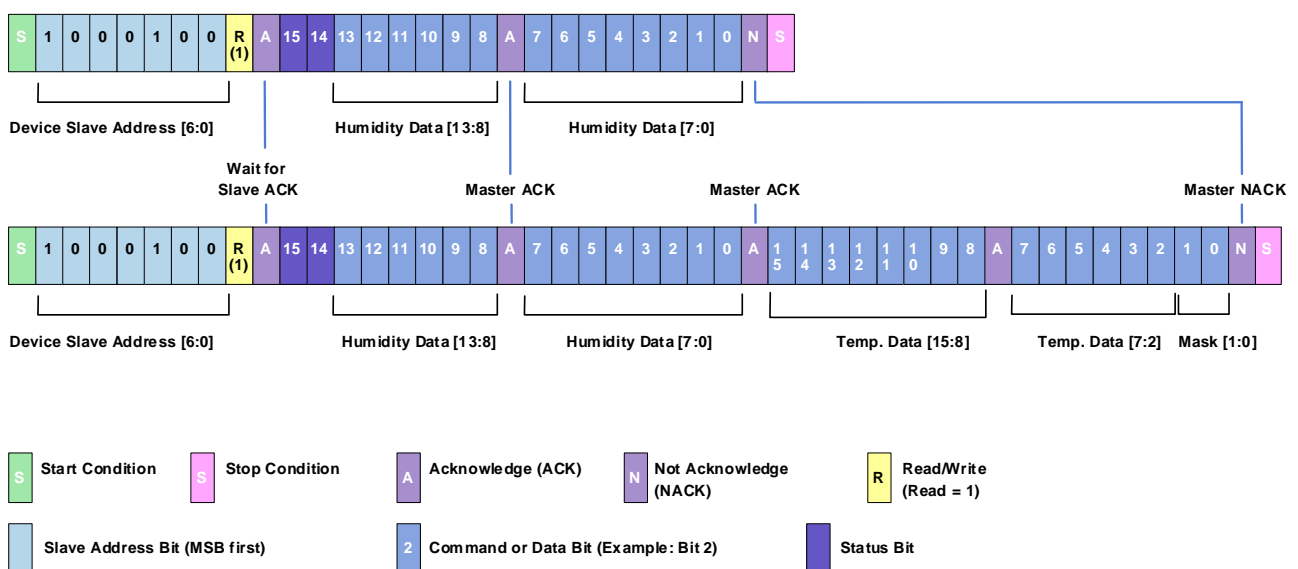 S 1 0 0 0 1 0 0 R (1) A 15 14 13 12 11 10 9 8 A 7 6 5 4 3 2 1 0 N S
Device Slave Address [6:0] Humidity Data [13:8] Humidity Data [7:0]
Wait for
Slave ACK Master ACK Master ACK Master NACK
S 1 0 0 0 1 0 0 R (1) A 15 14 13 12 11 10 9 8 A 7 6 5 4 3 2 1 0 A 15 14 13 12 11 10 9 8 A 7 6 5 4 3 2 1 0 N S
Device Slave Address [6:0] Humidity Data [13:8] Humidity Data [7:0] Temp. Data [15:8] Temp. Data [7:2] Mask [1:0]
S Start Condition S Stop Condition A Acknowledge (ACK) N Not Acknowledge (NACK) R Read/Write (Read = 1)
Slave Address Bit (MSB first) 2 Command or Data Bit (Example: Bit 2) Status Bit